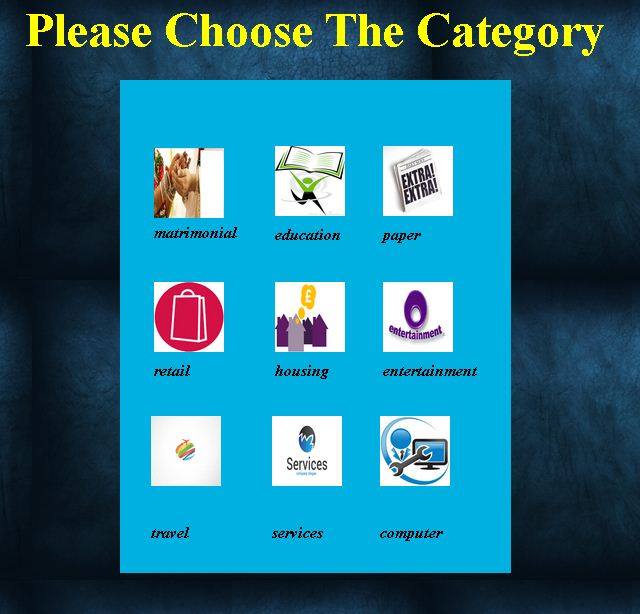 Please Choose The Category
EXTRA!
EXTRA!
matrimonial education paper
£
entertainment
retail housing entertainment
Services
travel services computer